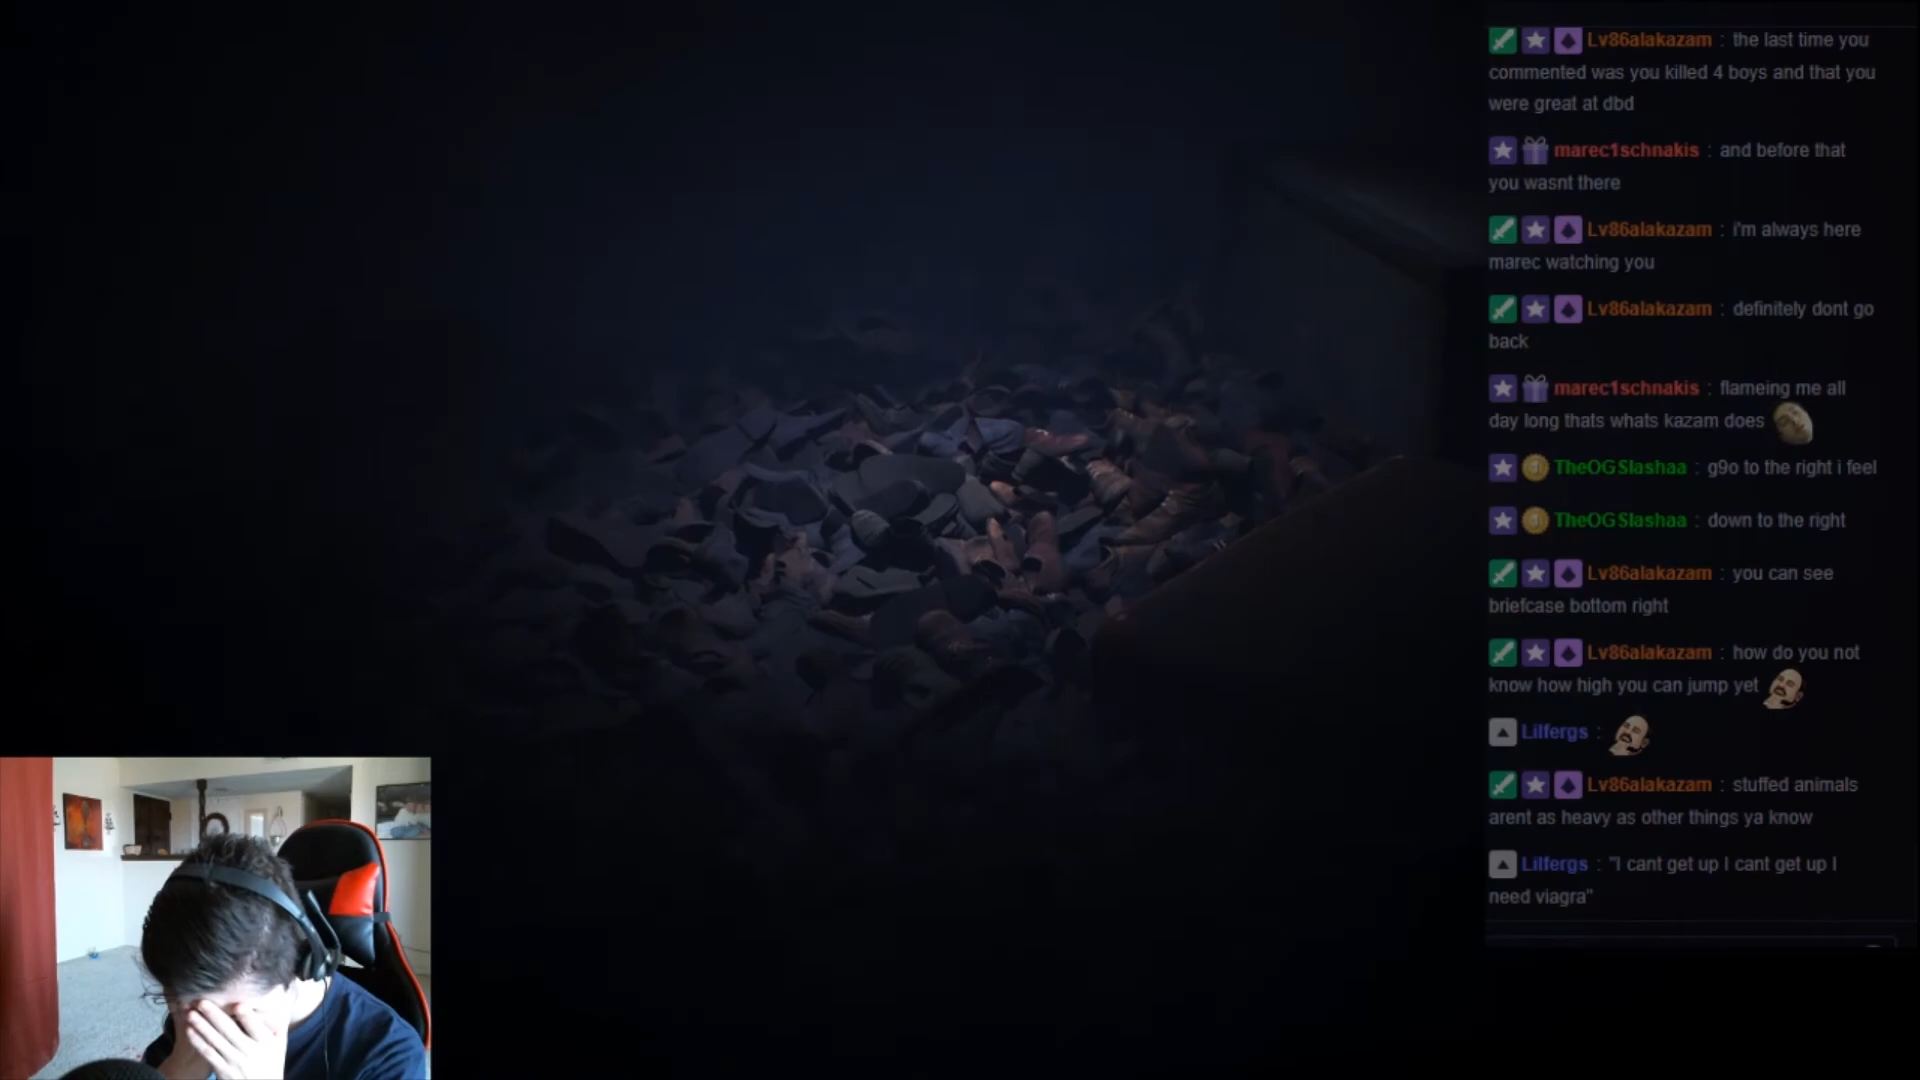 Lv86alakazam : the last time you
commented was you killed 4 boys and that you
were great at dbd
marec1schnakis : and before that
you wasnt there
Lv86alakazam : i'm always here
marec watching you
Lv86alakazam : definitely dont go
back
marec1schnakis : flameing me all
day long thats whats kazam does
TheOGSlashaa : g9o to the right i feel
TheOGSlashaa : down to the right
Lv86alakazam : you can see
briefcase bottom right
Lv86alakazam : how do you not
know how high you can jump yet
Lilfergs :
Lv86alakazam : stuffed animals
arent as heavy as other things ya know
Lilfergs : "I cant get up I cant get up I
need viagra"